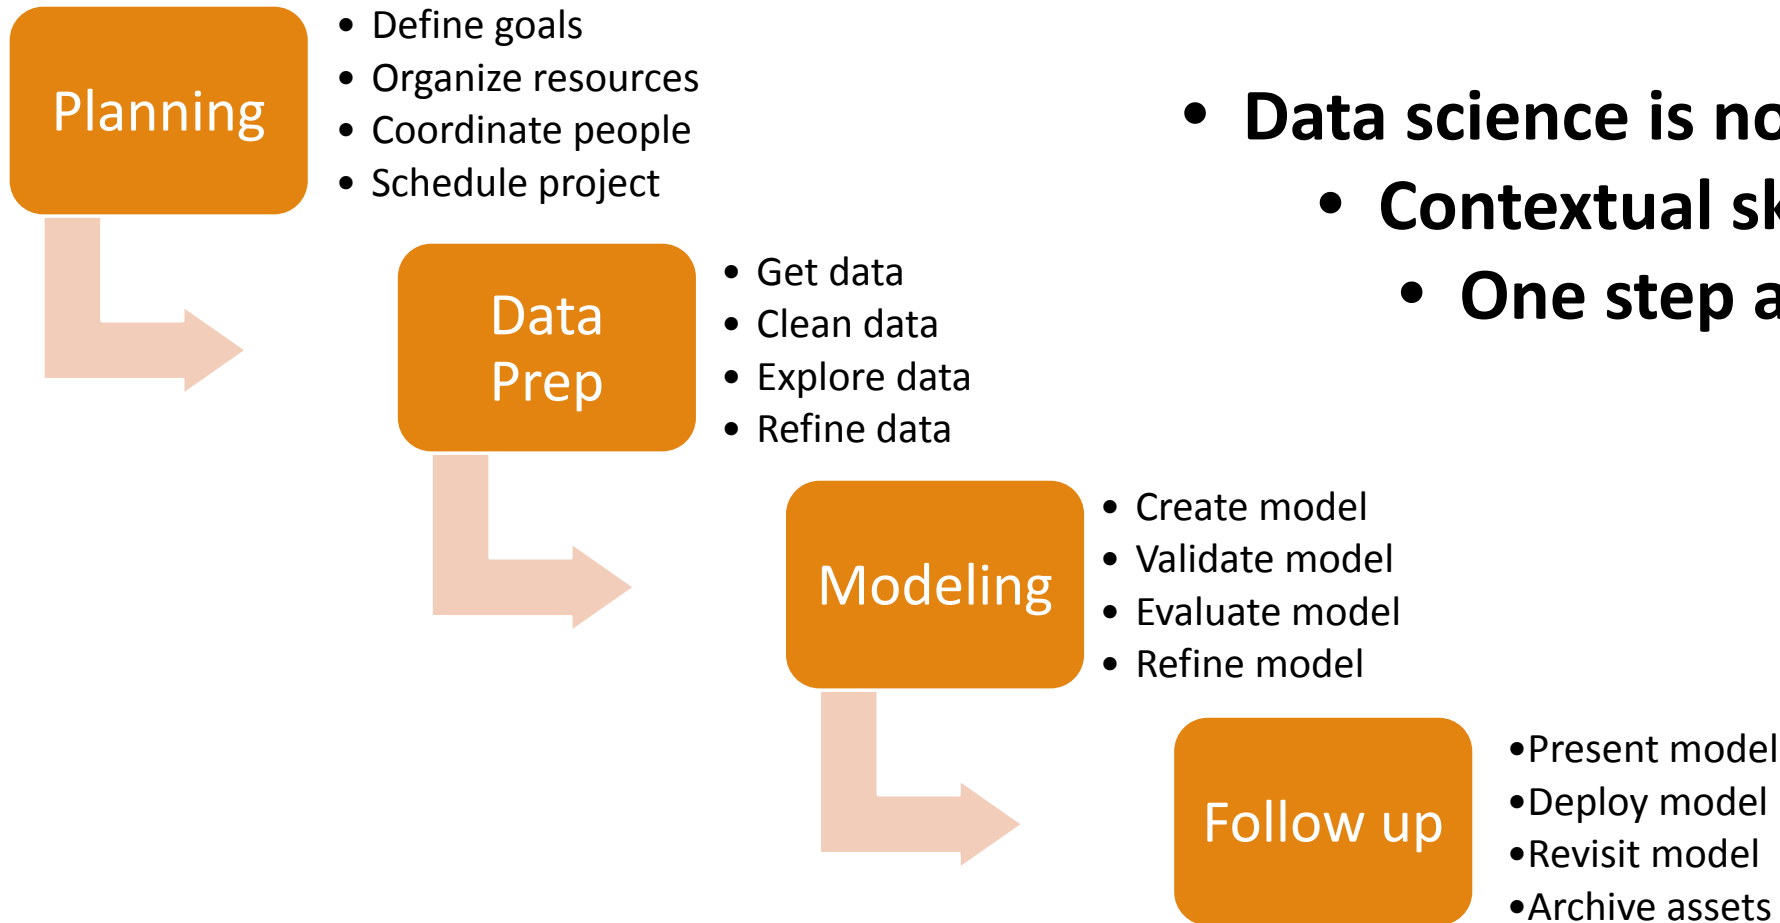 Planning
• Define goals
• Organize resources
• Coordinate people
• Schedule project
• Data science is no
• Contextual sk
• One step a
Data
Prep
• Get data
• Clean data
• Explore data
• Refine data
Modeling
• Create model
• Validate model
• Evaluate model
• Refine model
Follow up
•Present model
•Deploy model
•Revisit model
•Archive assets